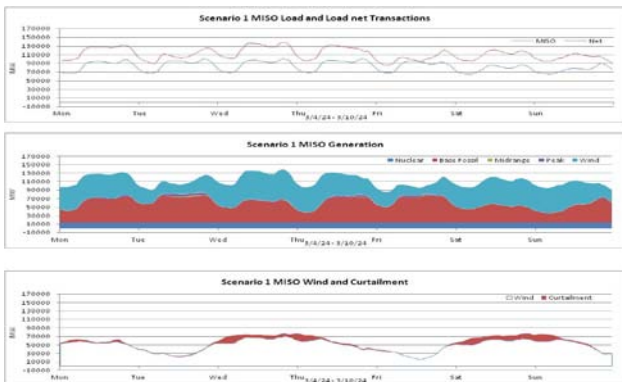 Scenario 1 MISO Load and Load net Transactions
MISO Net
170000
150000
130000
110000
90000
70000
50000
30000
10000
-10000
MW
Mon Tue Wed Thu Fri Sat Sun
3/4/24 - 3/10/24
Scenario 1 MISO Generation
Nuclear Base Fossil Midrange Peak Wind
170000
150000
130000
110000
90000
70000
50000
30000
10000
-10000
MW
Mon Tue Wed Thu Fri Sat Sun
3/4/24 - 3/10/24
Scenario 1 MISO Wind and Curtailment
Wind Curtailment
170000
150000
130000
110000
90000
70000
50000
30000
10000
-10000
MW
Mon Tue Wed Thu Fri Sat Sun
3/4/24 - 3/10/24